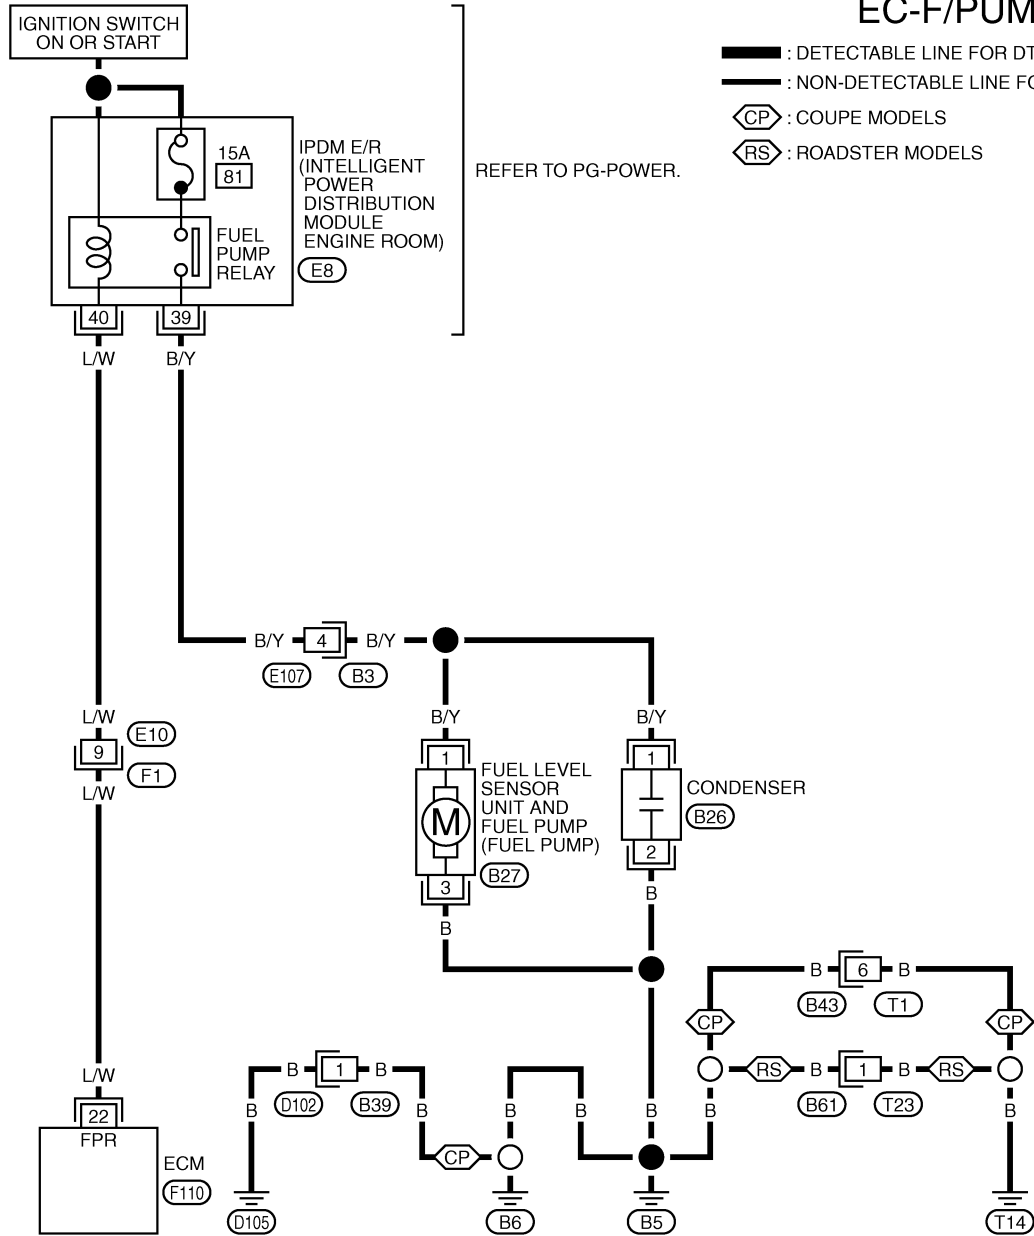 EC-F/PUM
IGNITION SWITCH
ON OR START
: DETECTABLE LINE FOR DT
: NON-DETECTABLE LINE FO
CP : COUPE MODELS
RS : ROADSTER MODELS
15A
81
IPDM E/R
(INTELLIGENT
POWER
DISTRIBUTION
MODULE
ENGINE ROOM)
E8
REFER TO PG-POWER.
FUEL
PUMP
RELAY
40
39
L/W
B/Y
B/Y
4
B/Y
E107
B3
L/W
9
E10
F1
L/W
B/Y
B/Y
1
1
FUEL LEVEL
SENSOR
UNIT AND
FUEL PUMP
(FUEL PUMP)
M
B27
3
B
CONDENSER
B26
2
B
B
6
B
B43
T1
CP
CP
RS
B
1
B
RS
B61
T23
B
1
B
D102
B39
L/W
22
FPR
ECM
F110
B
B
B
B
B
B
B
CP
D105
B6
B5
T14